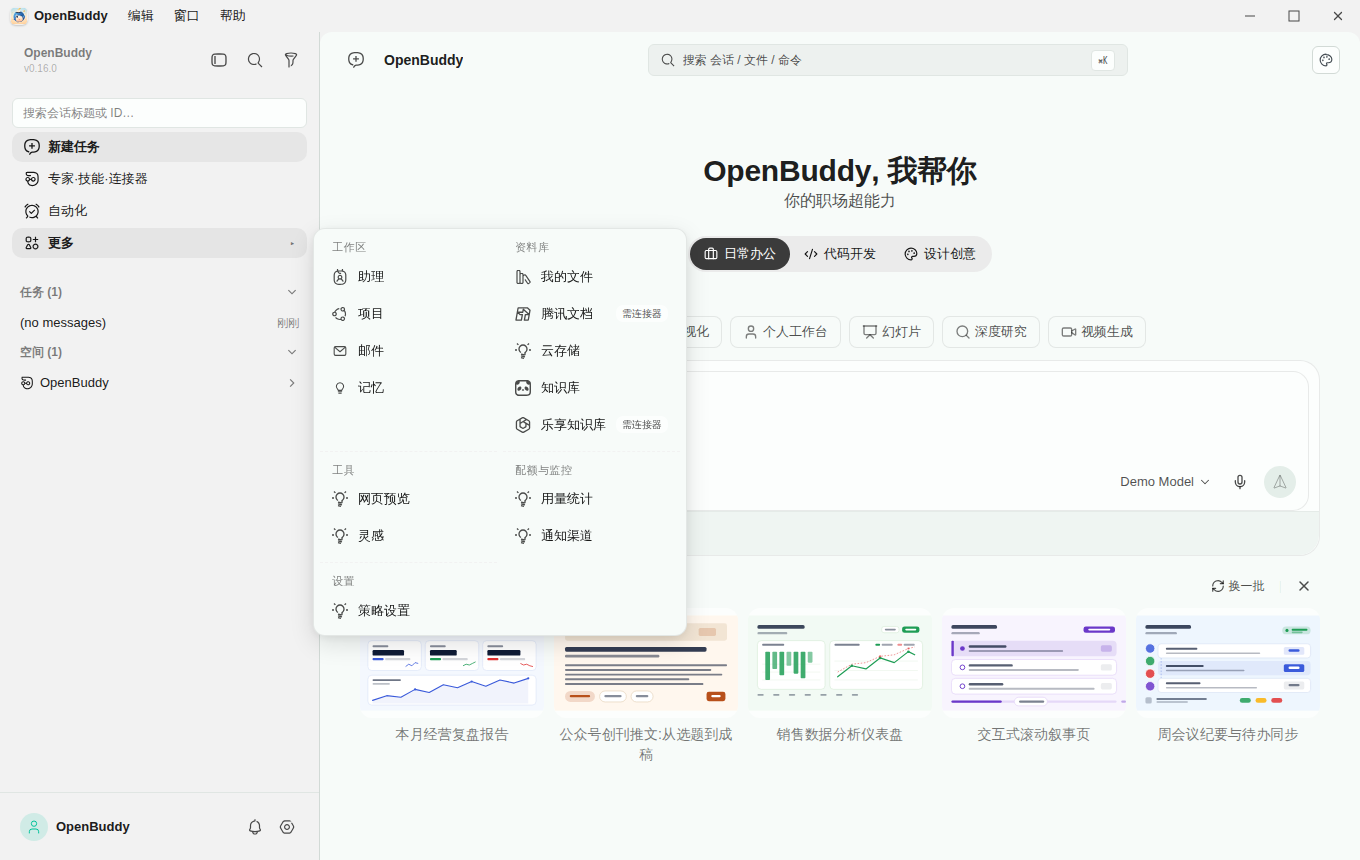 OpenBuddy 编辑 窗口 帮助
OpenBuddy
v0.16.0
搜索会话标题或 ID…
新建任务
专家·技能·连接器
自动化
更多
任务 (1)
(no messages) 刚刚
空间 (1)
OpenBuddy
OpenBuddy
OpenBuddy
搜索 会话 / 文件 / 命令 ⌘K
OpenBuddy, 我帮你
你的职场超能力
日常办公 代码开发 设计创意
视化 个人工作台 幻灯片 深度研究 视频生成
Demo Model
换一批
工作区
助理
项目
邮件
记忆
资料库
我的文件
腾讯文档 需连接器
云存储
知识库
乐享知识库 需连接器
工具
网页预览
灵感
配额与监控
用量统计
通知渠道
设置
策略设置
本月经营复盘报告
公众号创刊推文:从选题到成
稿
销售数据分析仪表盘
交互式滚动叙事页
周会议纪要与待办同步